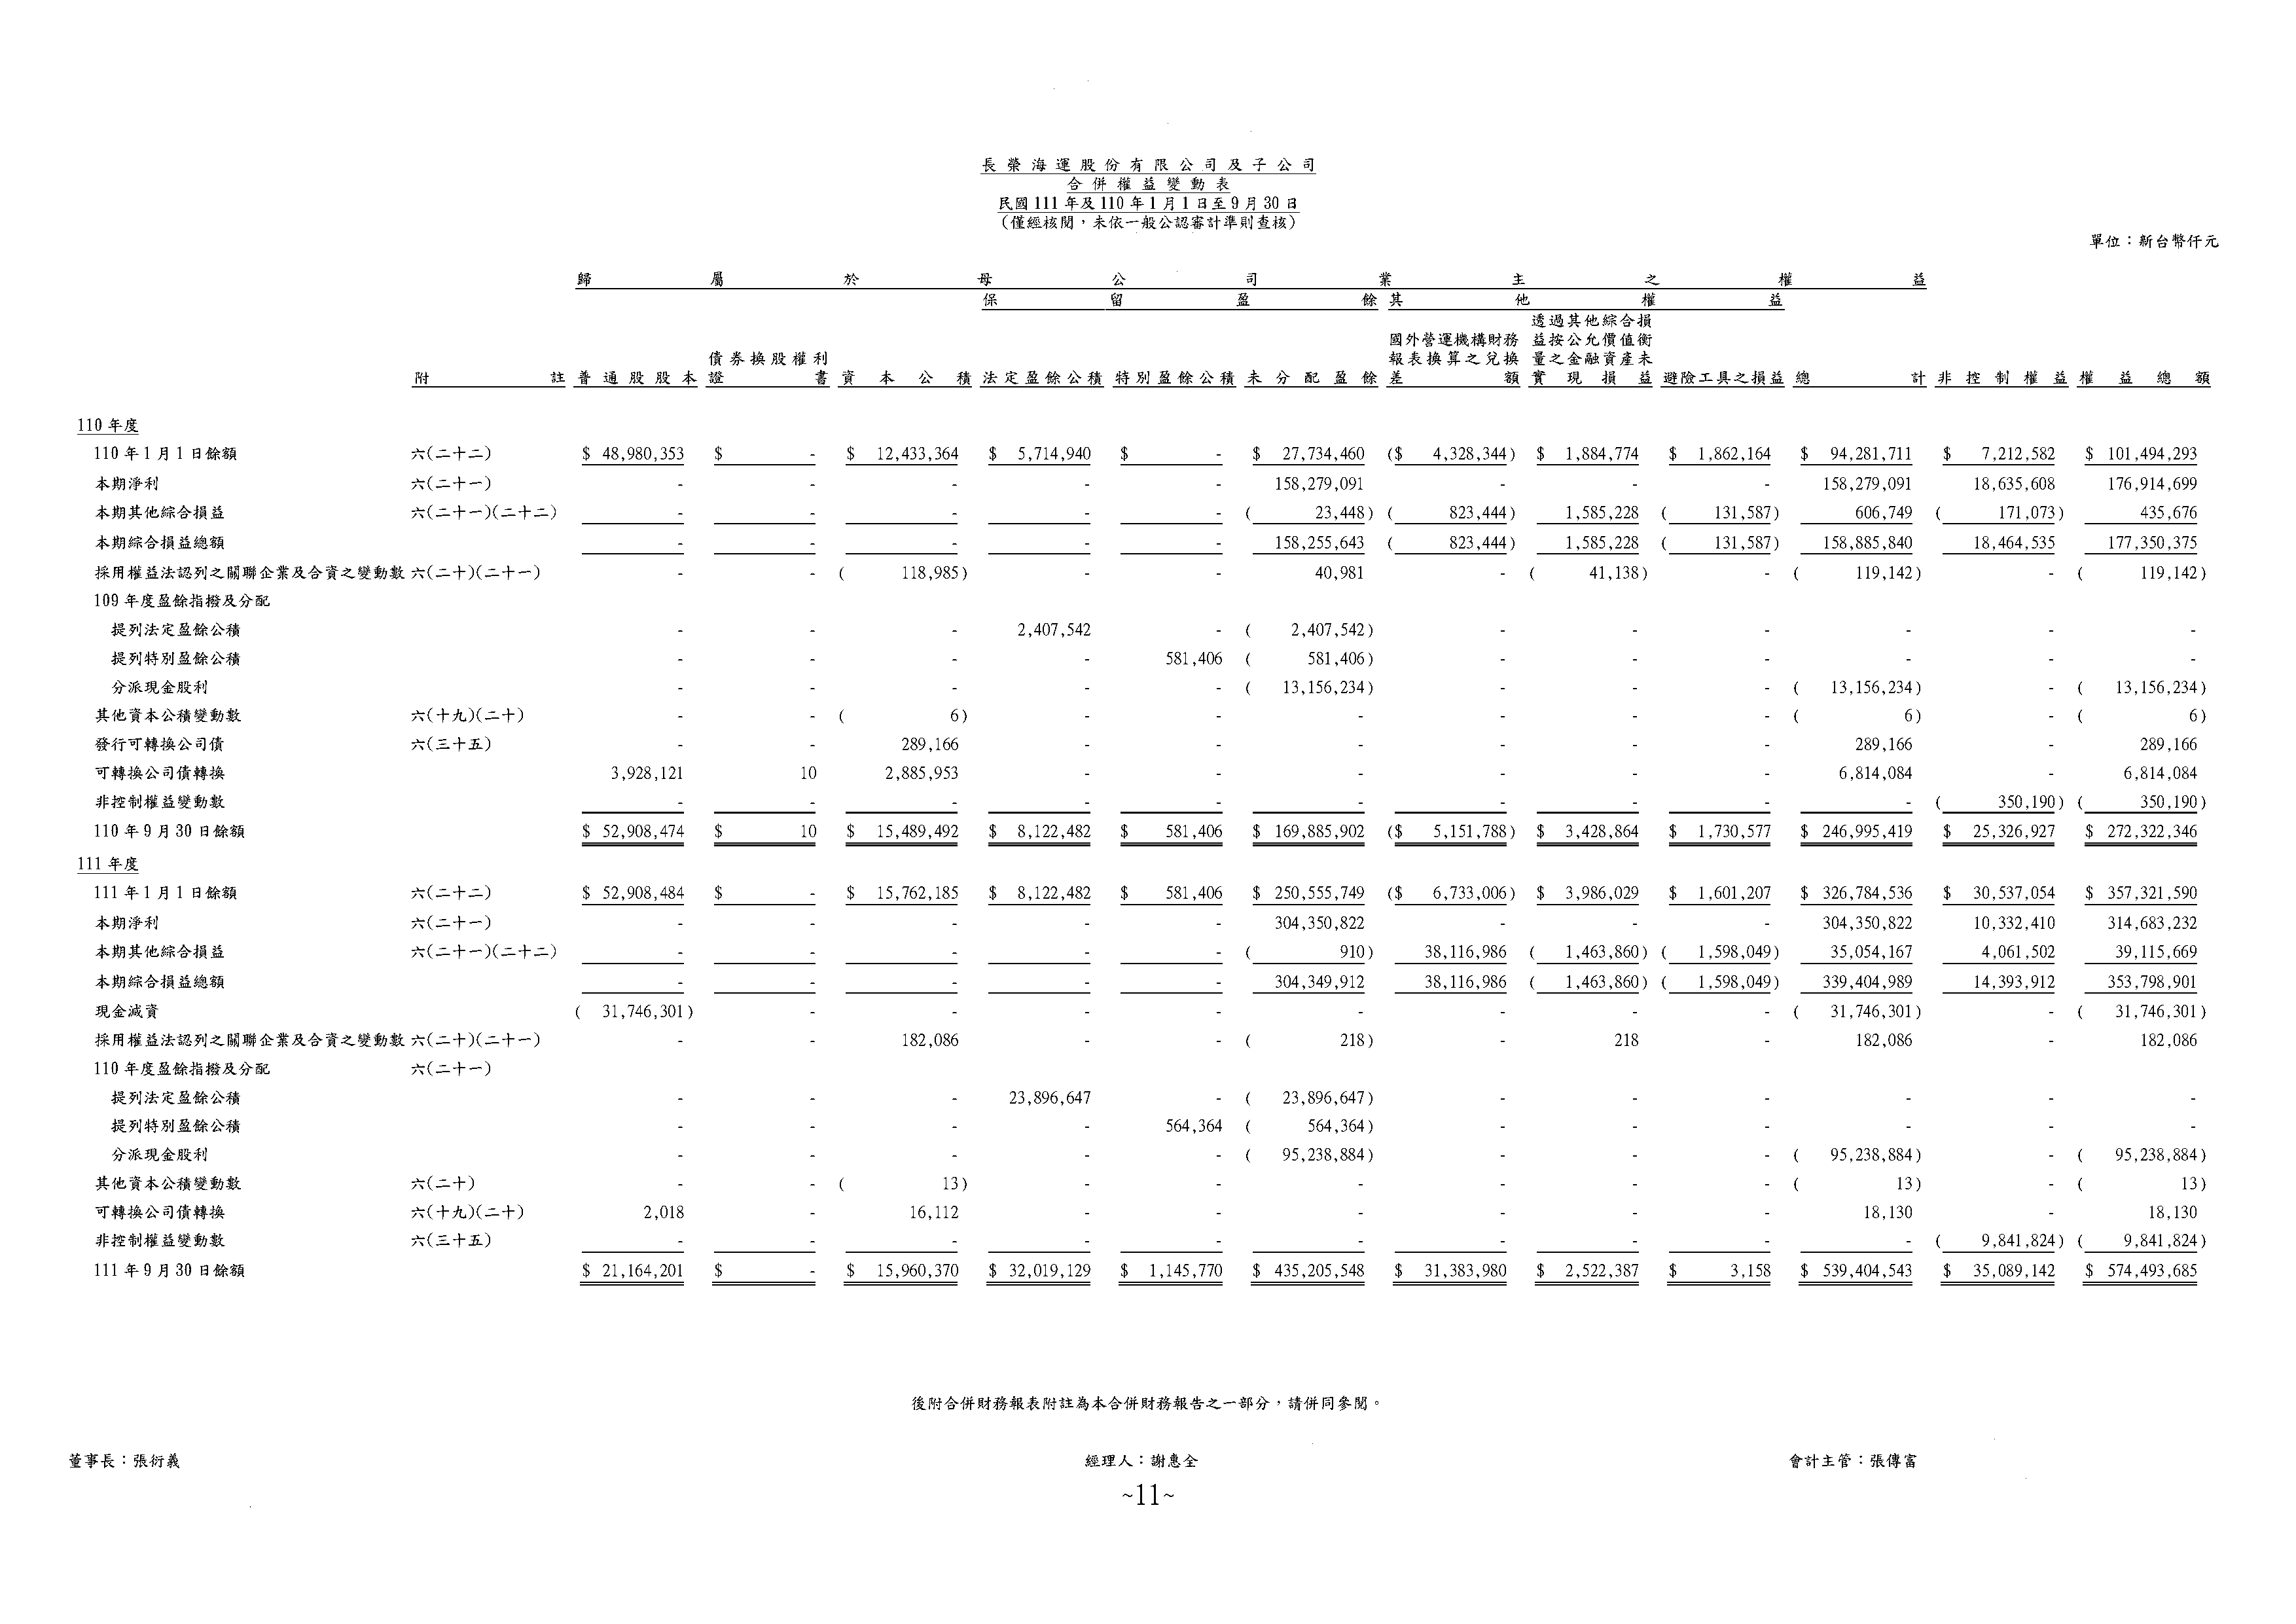 長榮海運股份有限公司及子公司
合併權益變動表
民國111年及110年1月1日至9月30日
(僅經核閱，未依一般公認審計準則查核)
單位：新台幣仟元
歸屬於母公司業主之權益
保留盈餘 其他權益
透過其他綜合損
國外營運機構財務 益按公允價值衡
債券換股權利 報表換算之兌換 量之金融資產未
附註 普通股股本 證書 資本公積 法定盈餘公積 特別盈餘公積 未分配盈餘 差額 實現損益 避險工具之損益 總計 非控制權益 權益總額
110年度
110年1月1日餘額 六(二十二) $ 48,980,353 $ - $ 12,433,364 $ 5,714,940 $ - $ 27,734,460 ($ 4,328,344) $ 1,884,774 $ 1,862,164 $ 94,281,711 $ 7,212,582 $ 101,494,293
本期淨利 六(二十一) - - - - - 158,279,091 - - - 158,279,091 18,635,608 176,914,699
本期其他綜合損益 六(二十一)(二十二) - - - - - ( 23,448) ( 823,444) 1,585,228 ( 131,587) 606,749 ( 171,073) 435,676
本期綜合損益總額 - - - - - 158,255,643 ( 823,444) 1,585,228 ( 131,587) 158,885,840 18,464,535 177,350,375
採用權益法認列之關聯企業及合資之變動數 六(二十)(二十一) - - ( 118,985) - - 40,981 - ( 41,138) - ( 119,142) - ( 119,142)
109年度盈餘指撥及分配
提列法定盈餘公積 - - - 2,407,542 - ( 2,407,542) - - - - - -
提列特別盈餘公積 - - - - 581,406 ( 581,406) - - - - - -
分派現金股利 - - - - - ( 13,156,234) - - - ( 13,156,234) - ( 13,156,234)
其他資本公積變動數 六(十九)(二十) - - ( 6) - - - - - - ( 6) - ( 6)
發行可轉換公司債 六(三十五) - - 289,166 - - - - - - 289,166 - 289,166
可轉換公司債轉換 3,928,121 10 2,885,953 - - - - - - 6,814,084 - 6,814,084
非控制權益變動數 - - - - - - - - - - ( 350,190) ( 350,190)
110年9月30日餘額 $ 52,908,474 $ 10 $ 15,489,492 $ 8,122,482 $ 581,406 $ 169,885,902 ($ 5,151,788) $ 3,428,864 $ 1,730,577 $ 246,995,419 $ 25,326,927 $ 272,322,346
111年度
111年1月1日餘額 六(二十二) $ 52,908,484 $ - $ 15,762,185 $ 8,122,482 $ 581,406 $ 250,555,749 ($ 6,733,006) $ 3,986,029 $ 1,601,207 $ 326,784,536 $ 30,537,054 $ 357,321,590
本期淨利 六(二十一) - - - - - 304,350,822 - - - 304,350,822 10,332,410 314,683,232
本期其他綜合損益 六(二十一)(二十二) - - - - - ( 910) 38,116,986 ( 1,463,860) ( 1,598,049) 35,054,167 4,061,502 39,115,669
本期綜合損益總額 - - - - - 304,349,912 38,116,986 ( 1,463,860) ( 1,598,049) 339,404,989 14,393,912 353,798,901
現金減資 ( 31,746,301) - - - - - - - - ( 31,746,301) - ( 31,746,301)
採用權益法認列之關聯企業及合資之變動數 六(二十)(二十一) - - 182,086 - - ( 218) - 218 - 182,086 - 182,086
110年度盈餘指撥及分配 六(二十一)
提列法定盈餘公積 - - - 23,896,647 - ( 23,896,647) - - - - - -
提列特別盈餘公積 - - - - 564,364 ( 564,364) - - - - - -
分派現金股利 - - - - - ( 95,238,884) - - - ( 95,238,884) - ( 95,238,884)
其他資本公積變動數 六(二十) - - ( 13) - - - - - - ( 13) - ( 13)
可轉換公司債轉換 六(十九)(二十) 2,018 - 16,112 - - - - - - 18,130 - 18,130
非控制權益變動數 六(三十五) - - - - - - - - - - ( 9,841,824) ( 9,841,824)
111年9月30日餘額 $ 21,164,201 $ - $ 15,960,370 $ 32,019,129 $ 1,145,770 $ 435,205,548 $ 31,383,980 $ 2,522,387 $ 3,158 $ 539,404,543 $ 35,089,142 $ 574,493,685
後附合併財務報表附註為本合併財務報告之一部分，請併同參閱。
董事長：張衍義 經理人：謝惠全 會計主管：張傳富
~11~